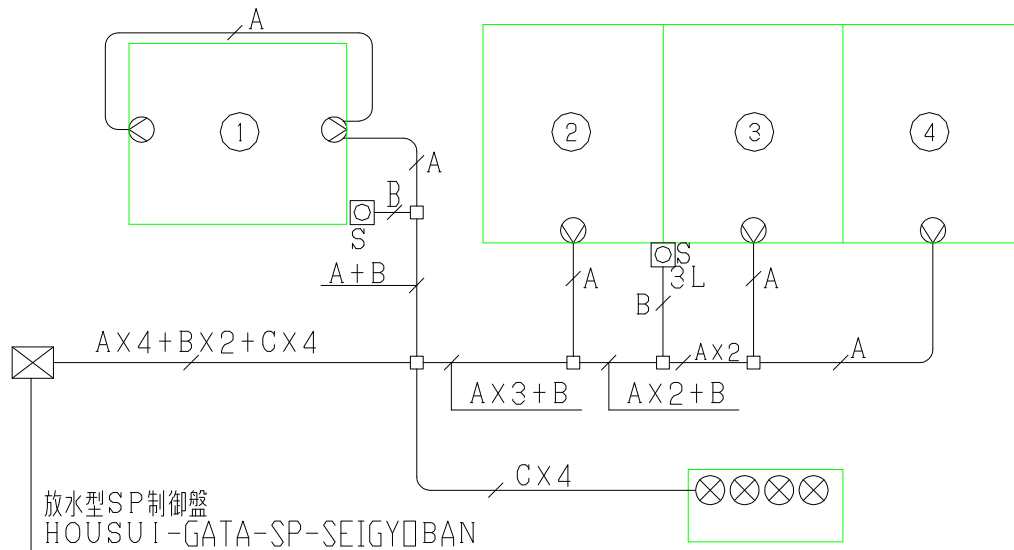 A
1
2
3
4
A
B
S
S
3L
A+B
A
B
A
AX4+BX2+CX4
AX2
A
AX3+B
AX2+B
CX4
放水型SP制御盤
HOUSUI-GATA-SP-SEIGYO BAN